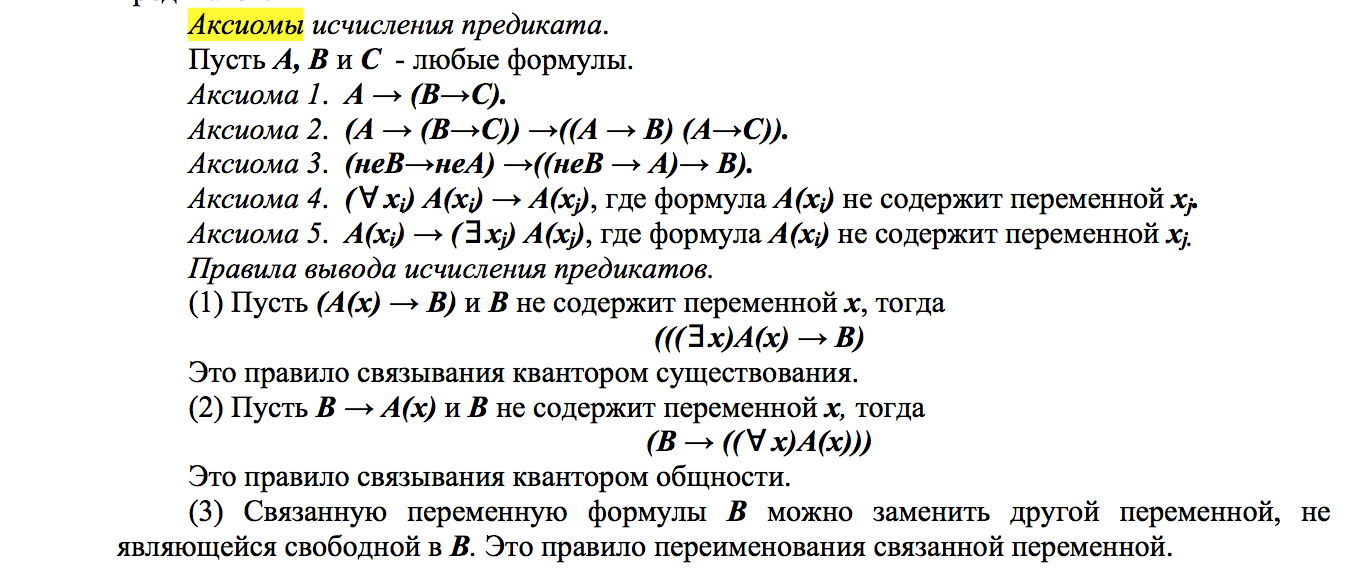 Аксиомы исчисления предиката.
Пусть A, B и C - любые формулы.
Аксиома 1. A → (B→C).
Аксиома 2. (A → (B→C)) →((A → B) (A→C)).
Аксиома 3. (неB→неA) →((неB → A)→ B).
Аксиома 4. (∀ xi) A(xi) → A(xj), где формула A(xi) не содержит переменной xj.
Аксиома 5. A(xi) → (∃xj) A(xj), где формула A(xi) не содержит переменной xj.
Правила вывода исчисления предикатов.
(1) Пусть (A(x) → B) и B не содержит переменной x, тогда
(((∃x)A(x) → B)
Это правило связывания квантором существования.
(2) Пусть B → A(x) и B не содержит переменной x, тогда
(B → ((∀ x)A(x)))
Это правило связывания квантором общности.
(3) Связанную переменную формулы B можно заменить другой переменной, не
являющейся свободной в B. Это правило переименования связанной переменной.